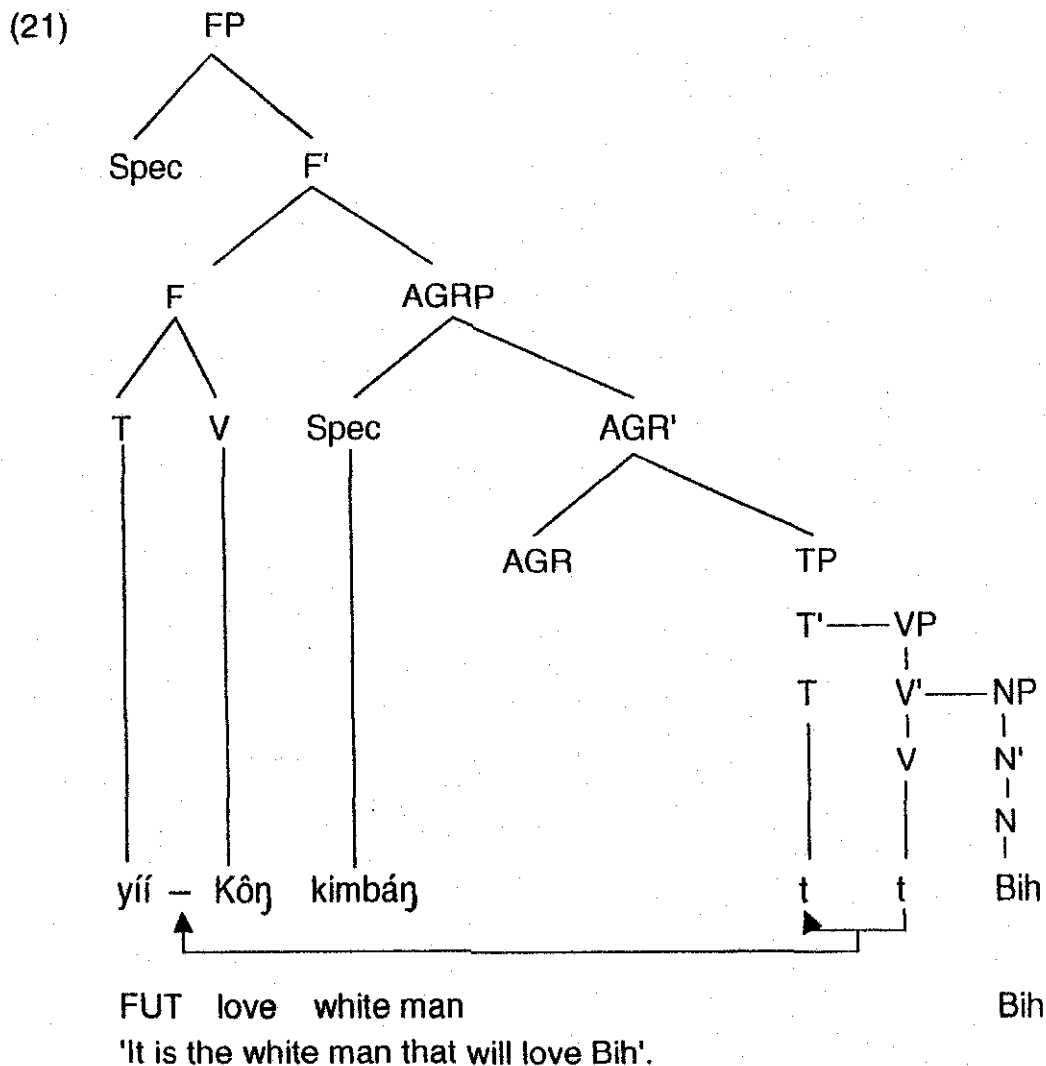 (21) FP
Spec F'
F AGRP
T V Spec AGR'
AGR TP
T' VP
T V' NP
V N'
N
yíí – Kôŋ kimbáŋ t t Bih
FUT love white man Bih
'It is the white man that will love Bih'.